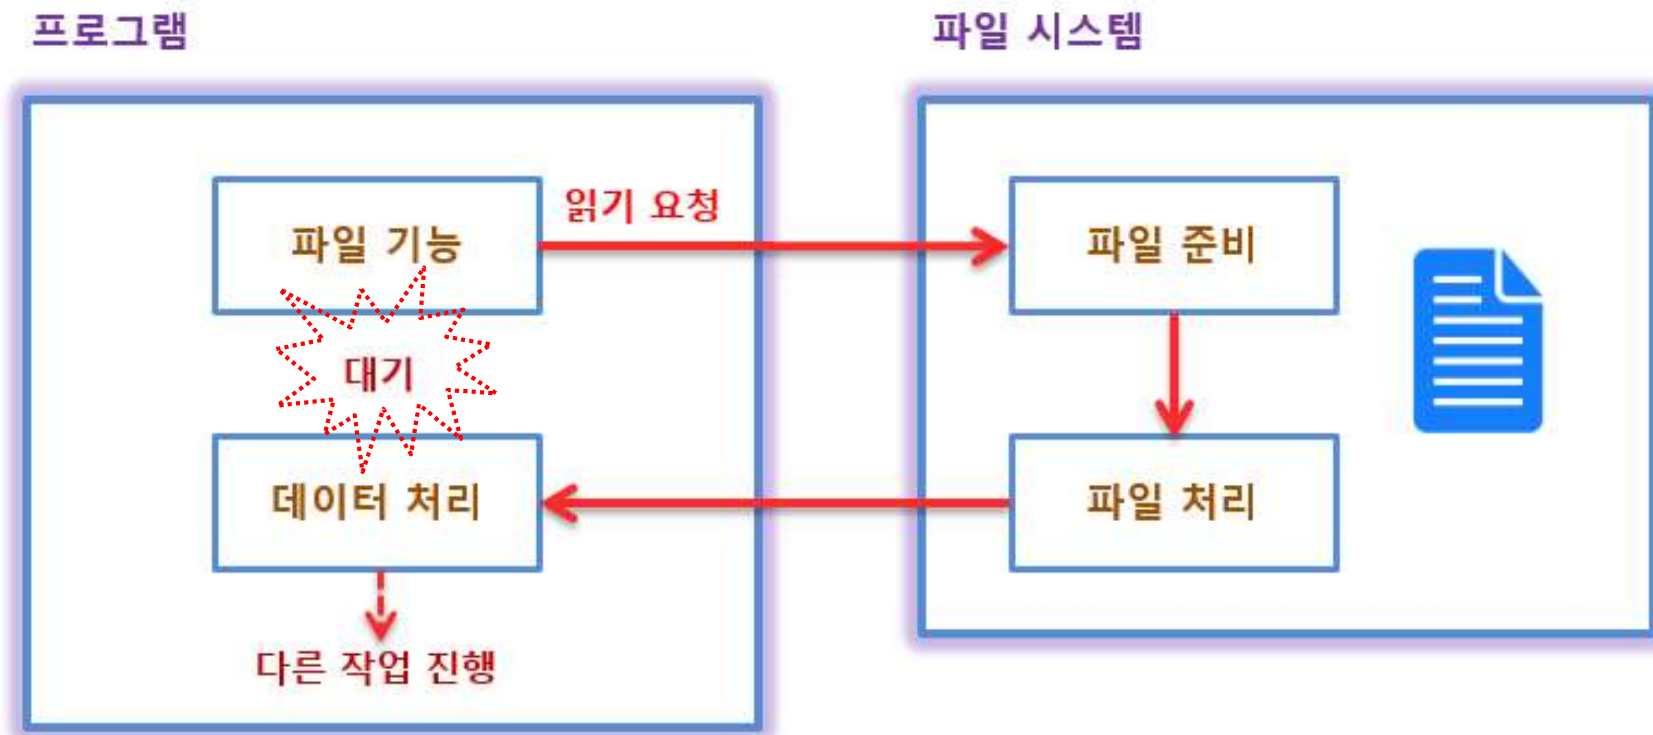 프로그램
파일 시스템
파일 기능
읽기 요청
파일 준비
대기
데이터 처리
파일 처리
다른 작업 진행